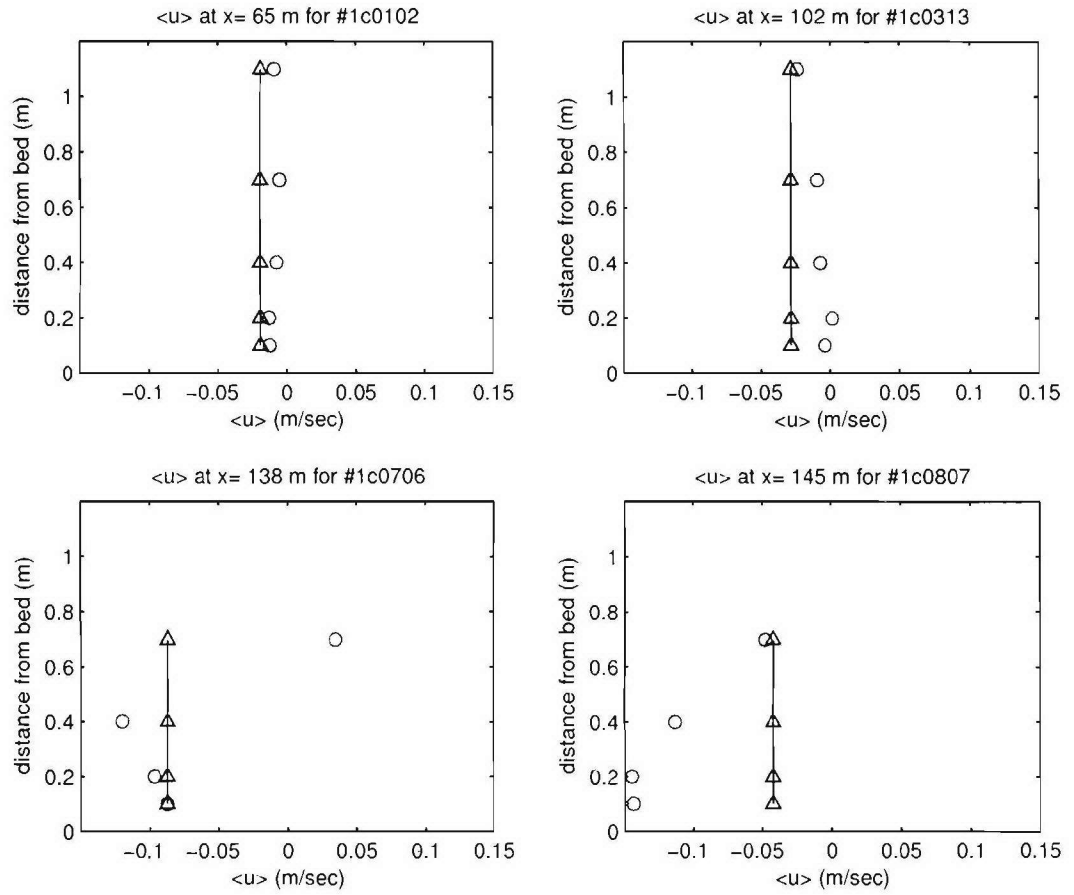 <u> at x= 65 m for #1c0102
distance from bed (m)
1
0.8
0.6
0.4
0.2
0
−0.1 −0.05 0 0.05 0.1 0.15
<u> (m/sec)
<u> at x= 102 m for #1c0313
distance from bed (m)
1
0.8
0.6
0.4
0.2
0
−0.1 −0.05 0 0.05 0.1 0.15
<u> (m/sec)
<u> at x= 138 m for #1c0706
distance from bed (m)
1
0.8
0.6
0.4
0.2
0
−0.1 −0.05 0 0.05 0.1 0.15
<u> (m/sec)
<u> at x= 145 m for #1c0807
distance from bed (m)
1
0.8
0.6
0.4
0.2
0
−0.1 −0.05 0 0.05 0.1 0.15
<u> (m/sec)